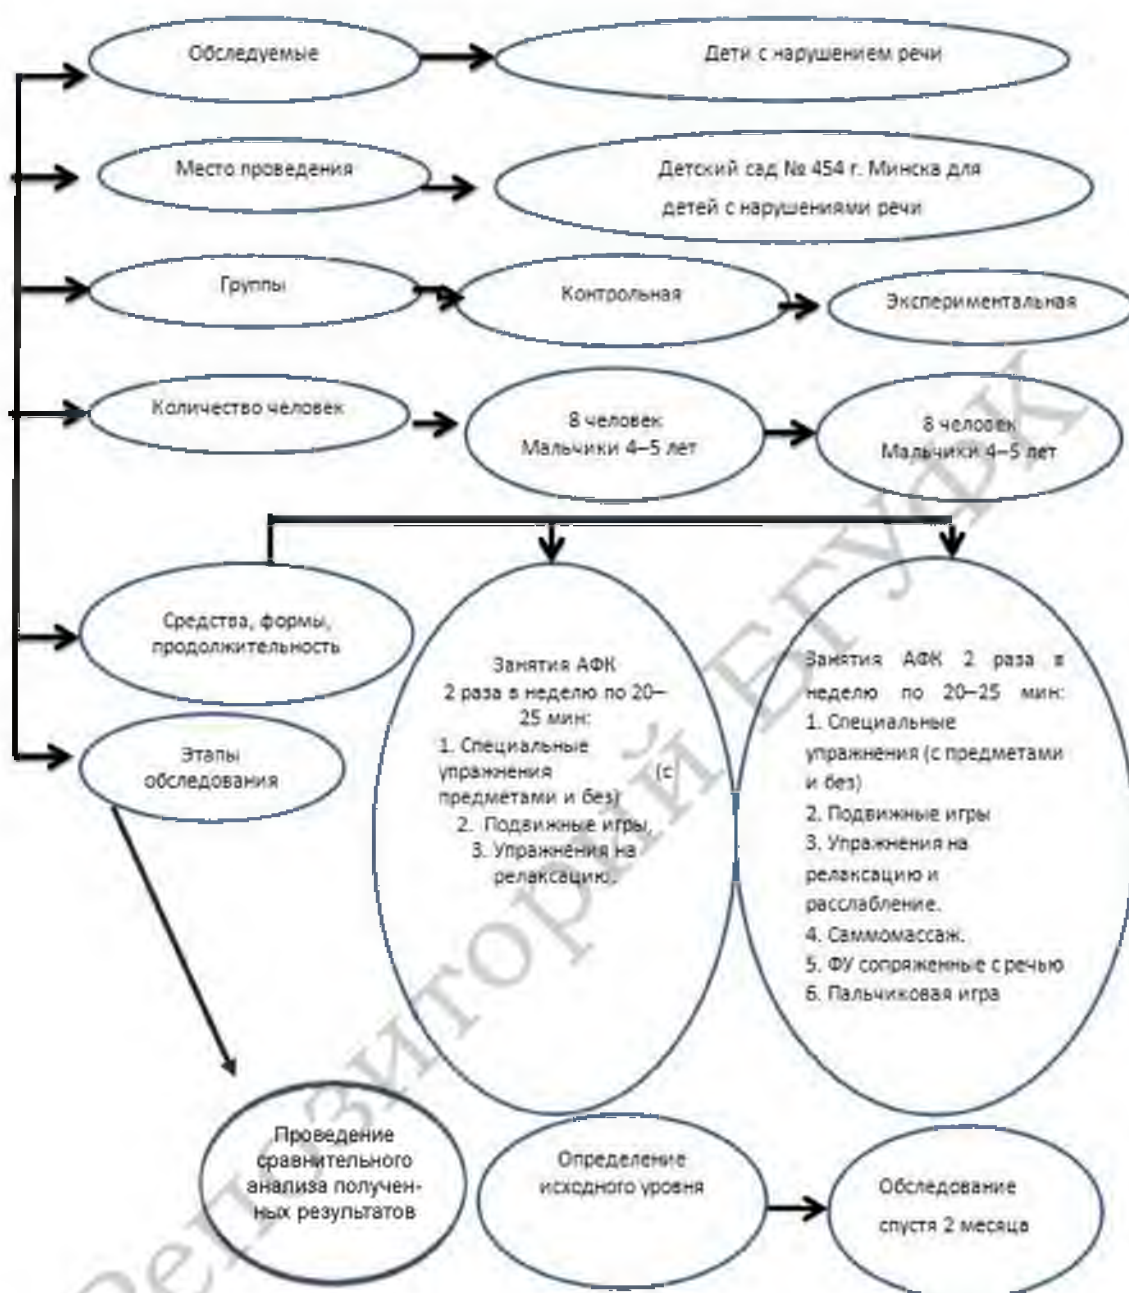 Обследуемые
Дети с нарушением речи
Место проведения
Детский сад № 454 г. Минска для
детей с нарушениями речи
Группы
Контрольная
Экспериментальная
Количество человек
8 человек
Мальчики 4–5 лет
8 человек
Мальчики 4–5 лет
Средства, формы,
продолжительность
Занятия АФК
2 раза в неделю по 20–
25 мин:
1. Специальные
упражнения (с
предметами и без)
2. Подвижные игры,
3. Упражнения на
релаксацию.
Занятия АФК 2 раза в
неделю по 20–25 мин:
1. Специальные
упражнения (с предметами
и без)
2. Подвижные игры
3. Упражнения на
релаксацию и
расслабление.
4. Саммомассаж.
5. ФУ сопряженные с речью
6. Пальчиковая игра
Этапы
обследования
Проведение
сравнительного
анализа получен-
ных результатов
Определение
исходного уровня
Обследование
спустя 2 месяца
Репозиторий БГУФК